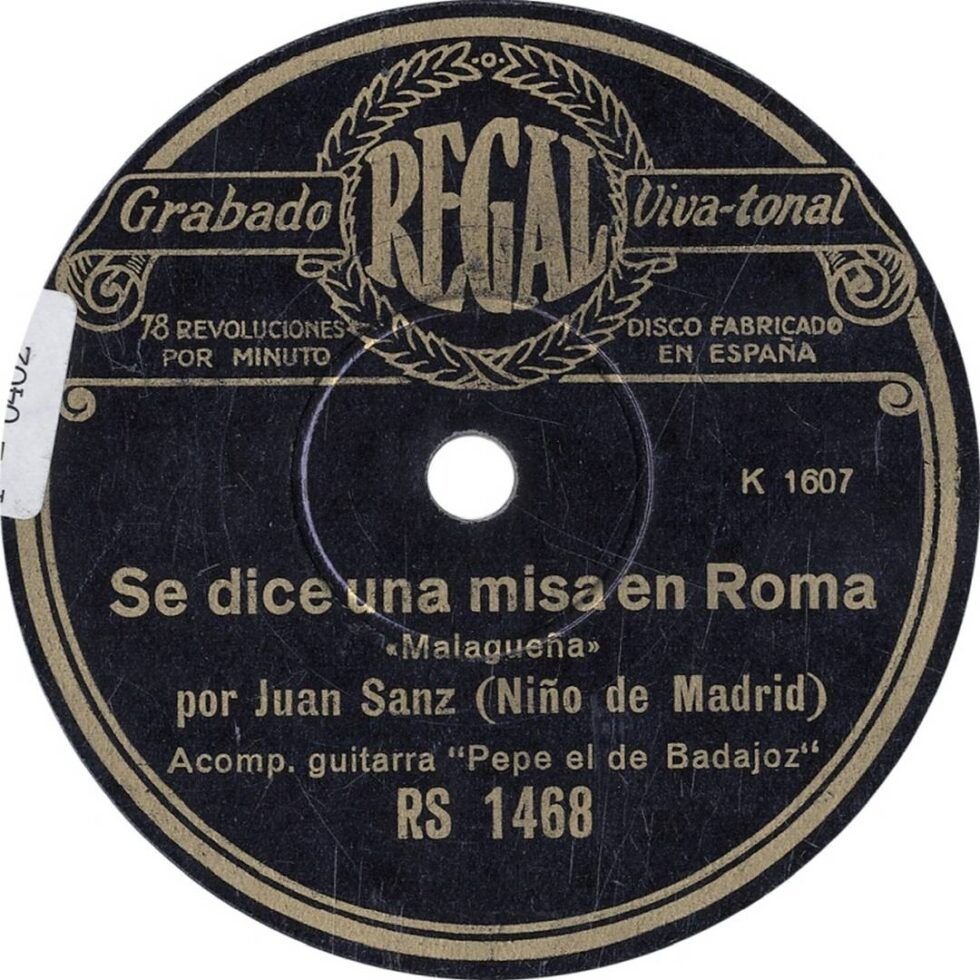 REGAL
Grabado Viva-tonal
78 REVOLUCIONES POR MINUTO
DISCO FABRICADO EN ESPAÑA
K 1607
Se dice una misa en Roma
«Malagueña»
por Juan Sanz (Niño de Madrid)
Acomp. guitarra "Pepe el de Badajoz"
RS 1468